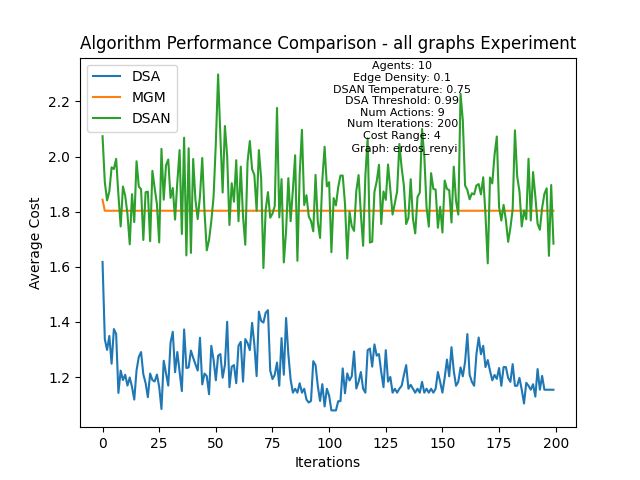 Algorithm Performance Comparison - all graphs Experiment
DSA
MGM
DSAN
Agents: 10
Edge Density: 0.1
DSAN Temperature: 0.75
DSA Threshold: 0.99
Num Actions: 9
Num Iterations: 200
Cost Range: 4
Graph: erdos_renyi
Average Cost
2.2
2.0
1.8
1.6
1.4
1.2
0 25 50 75 100 125 150 175 200
Iterations